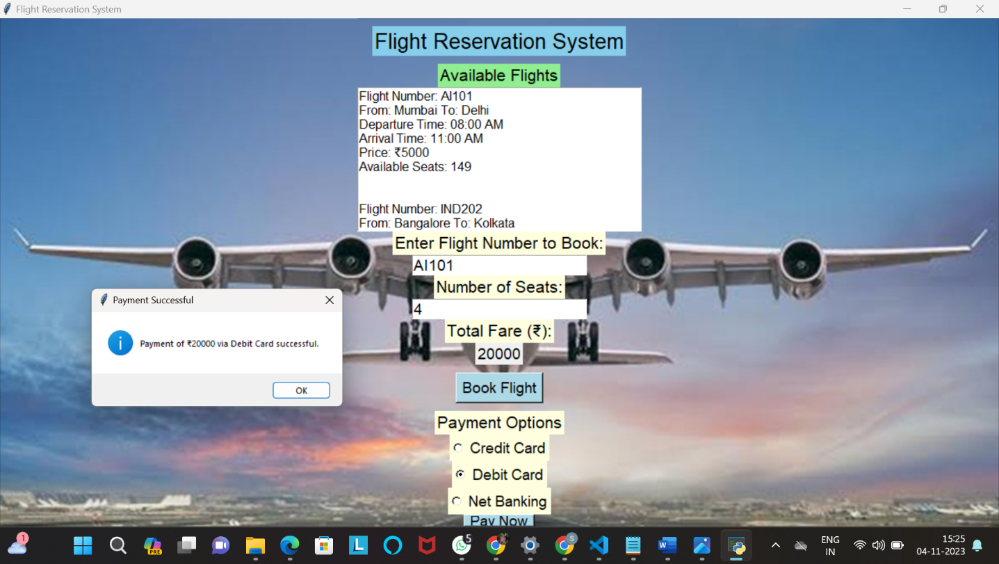 Flight Reservation System
Flight Reservation System
Available Flights
Flight Number: AI101
From: Mumbai To: Delhi
Departure Time: 08:00 AM
Arrival Time: 11:00 AM
Price: ₹5000
Available Seats: 149
Flight Number: IND202
From: Bangalore To: Kolkata
Enter Flight Number to Book:
AI101
Number of Seats:
4
Total Fare (₹):
20000
Book Flight
Payment Options
Credit Card
Debit Card
Net Banking
Pay Now
Payment Successful
Payment of ₹20000 via Debit Card successful.
OK
1
PRE
L
5
S
W
ENG
IN
15:25
04-11-2023